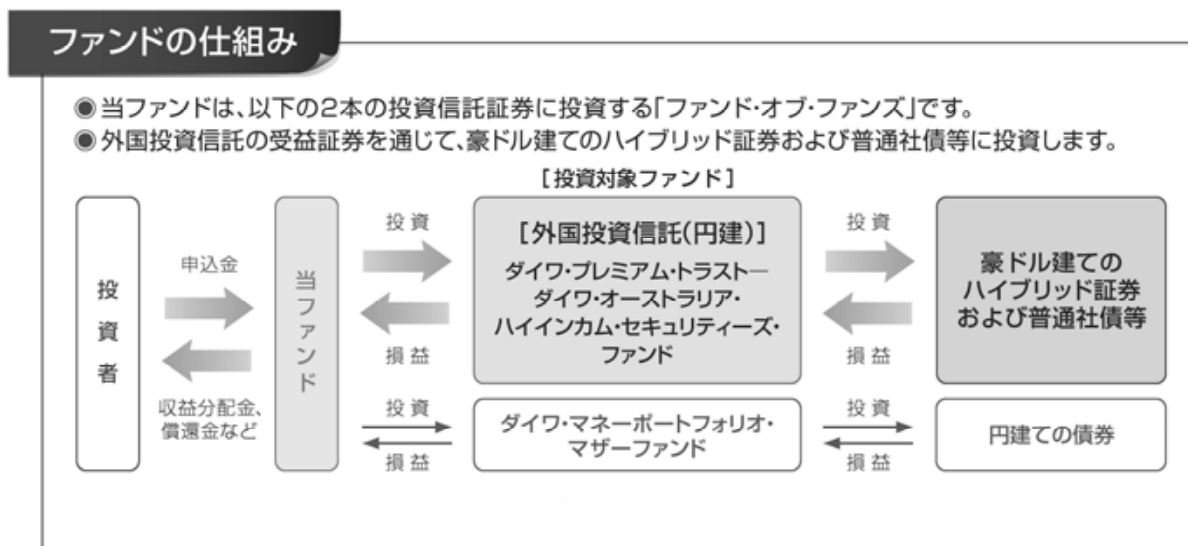 ファンドの仕組み
◉当ファンドは、以下の2本の投資信託証券に投資する「ファンド・オブ・ファンズ」です。
◉外国投資信託の受益証券を通じて、豪ドル建てのハイブリッド証券および普通社債等に投資します。
[投資対象ファンド]
投資者
申込金
収益分配金、
償還金など
当ファンド
投資
損益
投資
損益
[外国投資信託(円建)]
ダイワ・プレミアム・トラスト―
ダイワ・オーストラリア・
ハイインカム・セキュリティーズ・
ファンド
ダイワ・マネーポートフォリオ・
マザーファンド
投資
損益
投資
損益
豪ドル建ての
ハイブリッド証券
および普通社債等
円建ての債券